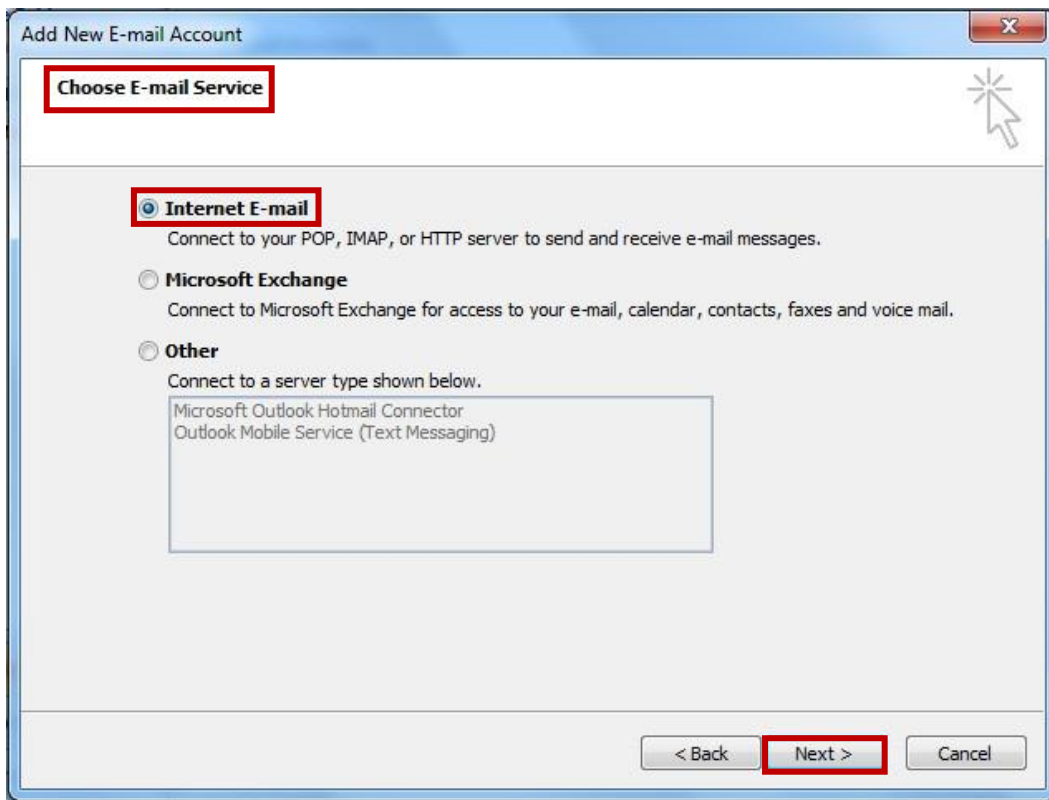 Add New E-mail Account
X
Choose E-mail Service
Internet E-mail
Connect to your POP, IMAP, or HTTP server to send and receive e-mail messages.
Microsoft Exchange
Connect to Microsoft Exchange for access to your e-mail, calendar, contacts, faxes and voice mail.
Other
Connect to a server type shown below.
Microsoft Outlook Hotmail Connector
Outlook Mobile Service (Text Messaging)
< Back Next > Cancel